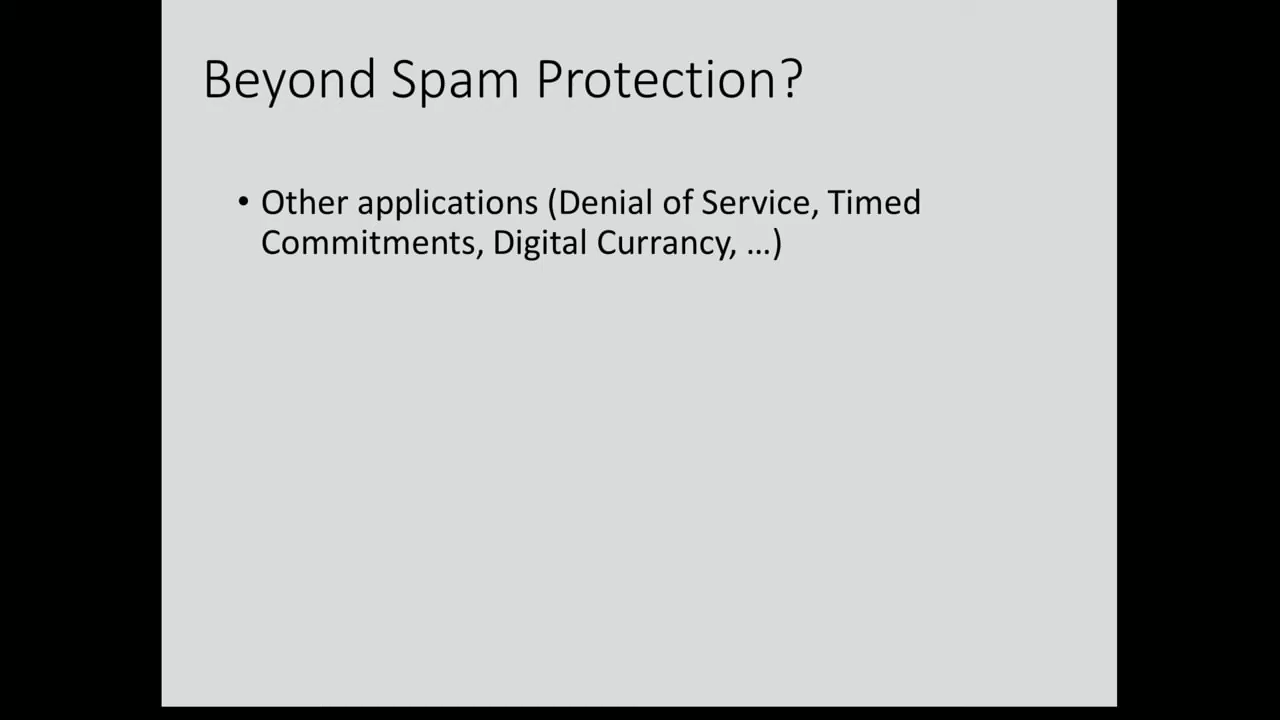 Beyond Spam Protection?
• Other applications (Denial of Service, Timed
Commitments, Digital Currancy, ...)